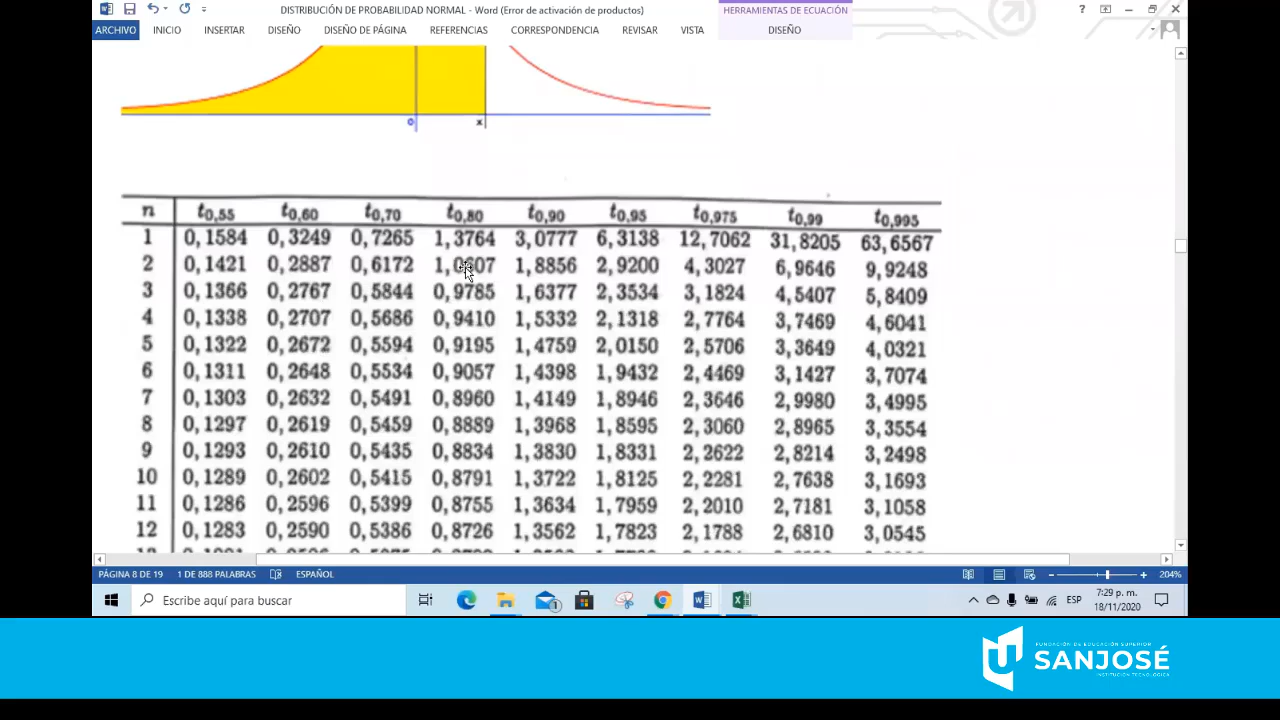 DISTRIBUCIÓN DE PROBABILIDAD NORMAL - Word (Error de activación de productos)
HERRAMIENTAS DE ECUACIÓN
ARCHIVO INICIO INSERTAR DISEÑO DISEÑO DE PÁGINA REFERENCIAS CORRESPONDENCIA REVISAR VISTA DISEÑO
0 x
n t0,55 t0,60 t0,70 t0,80 t0,90 t0,95 t0,975 t0,99 t0,995
1 0,1584 0,3249 0,7265 1,3764 3,0777 6,3138 12,7062 31,8205 63,6567
2 0,1421 0,2887 0,6172 1,8856 2,9200 4,3027 6,9646 9,9248
3 0,1366 0,2767 0,5844 0,9785 1,6377 2,3534 3,1824 4,5407 5,8409
4 0,1338 0,2707 0,5686 0,9410 1,5332 2,1318 2,7764 3,7469 4,6041
5 0,1322 0,2672 0,5594 0,9195 1,4759 2,0150 2,5706 3,3649 4,0321
6 0,1311 0,2648 0,5534 0,9057 1,4398 1,9432 2,4469 3,1427 3,7074
7 0,1303 0,2632 0,5491 0,8960 1,4149 1,8946 2,3646 2,9980 3,4995
8 0,1297 0,2619 0,5459 0,8889 1,3968 1,8595 2,3060 2,8965 3,3554
9 0,1293 0,2610 0,5435 0,8834 1,3830 1,8331 2,2622 2,8214 3,2498
10 0,1289 0,2602 0,5415 0,8791 1,3722 1,8125 2,2281 2,7638 3,1693
11 0,1286 0,2596 0,5399 0,8755 1,3634 1,7959 2,2010 2,7181 3,1058
12 0,1283 0,2590 0,5386 0,8726 1,3562 1,7823 2,1788 2,6810 3,0545
PÁGINA 8 DE 19 1 DE 888 PALABRAS ESPAÑOL 204%
Escribe aquí para buscar
ESP
7:29 p. m.
18/11/2020
FUNDACIÓN DE EDUCACIÓN SUPERIOR
SANJOSÉ
INSTITUCIÓN TECNOLÓGICA